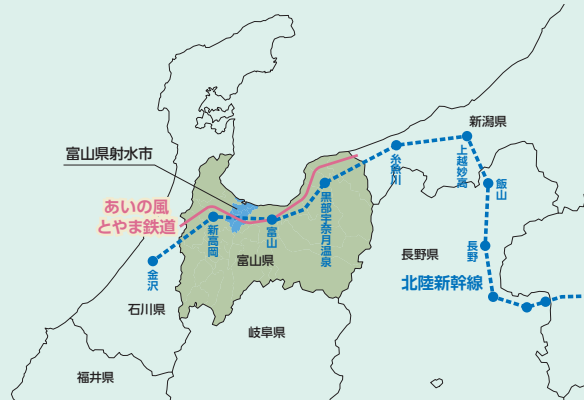 新潟県
富山県射水市
糸魚川
上越妙高
飯山
あいの風
とやま鉄道
黒部宇奈月温泉
新高岡
富山
長野
富山県
長野県
金沢
北陸新幹線
石川県
岐阜県
福井県